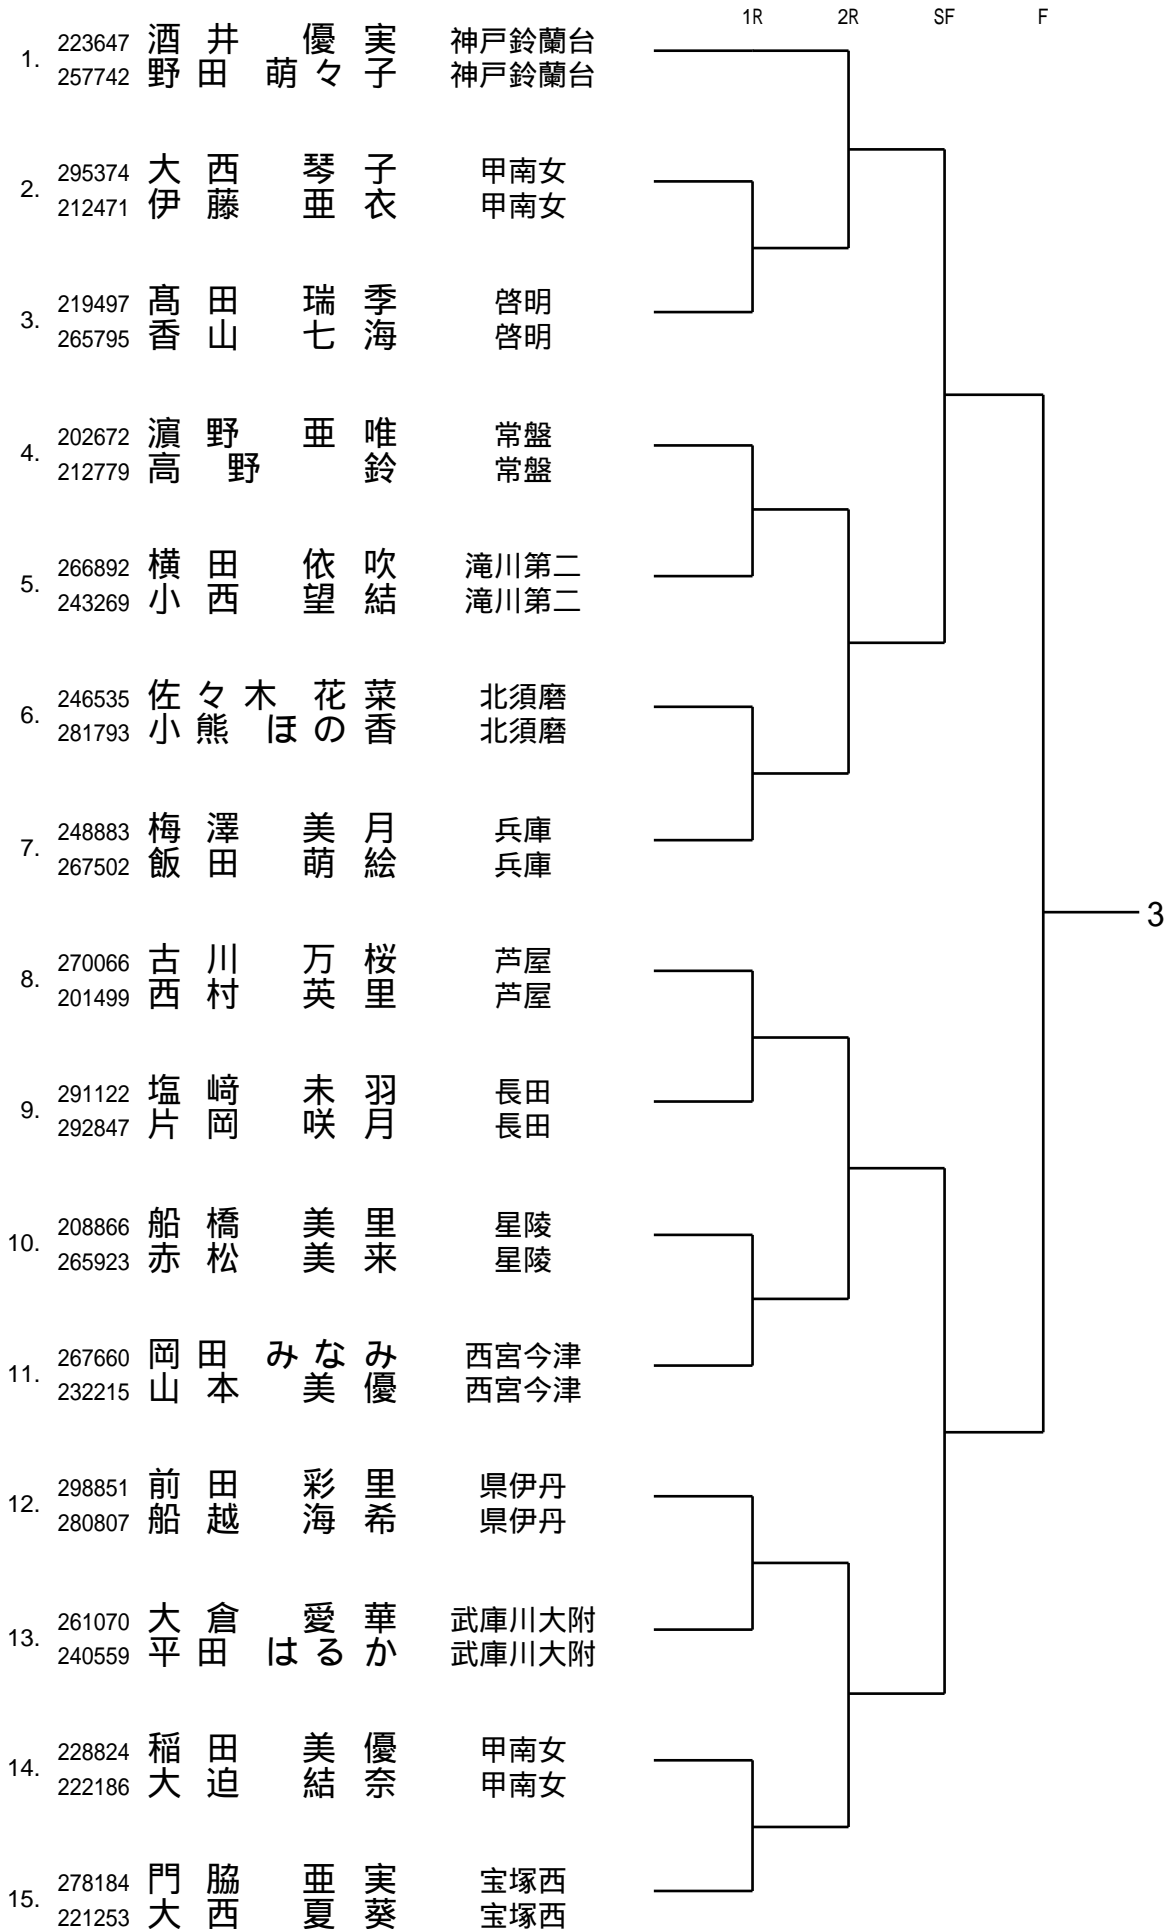 1R 2R SF F
1. 223647 酒井 優実 神戸鈴蘭台
257742 野田 萌々子 神戸鈴蘭台
2. 295374 大西 琴子 甲南女
212471 伊藤 亜衣 甲南女
3. 219497 髙田 瑞季 啓明
265795 香山 七海 啓明
4. 202672 濵野 亜唯 常盤
212779 高野 鈴 常盤
5. 266892 横田 依吹 滝川第二
243269 小西 望結 滝川第二
6. 246535 佐々木 花菜 北須磨
281793 小熊 ほの香 北須磨
7. 248883 梅澤 美月 兵庫
267502 飯田 萌絵 兵庫
3
8. 270066 古川 万桜 芦屋
201499 西村 英里 芦屋
9. 291122 塩﨑 未羽 長田
292847 片岡 咲月 長田
10. 208866 船橋 美里 星陵
265923 赤松 美来 星陵
11. 267660 岡田 みなみ 西宮今津
232215 山本 美優 西宮今津
12. 298851 前田 彩里 県伊丹
280807 船越 海希 県伊丹
13. 261070 大倉 愛華 武庫川大附
240559 平田 はるか 武庫川大附
14. 228824 稲田 美優 甲南女
222186 大迫 結奈 甲南女
15. 278184 門脇 亜実 宝塚西
221253 大西 夏葵 宝塚西